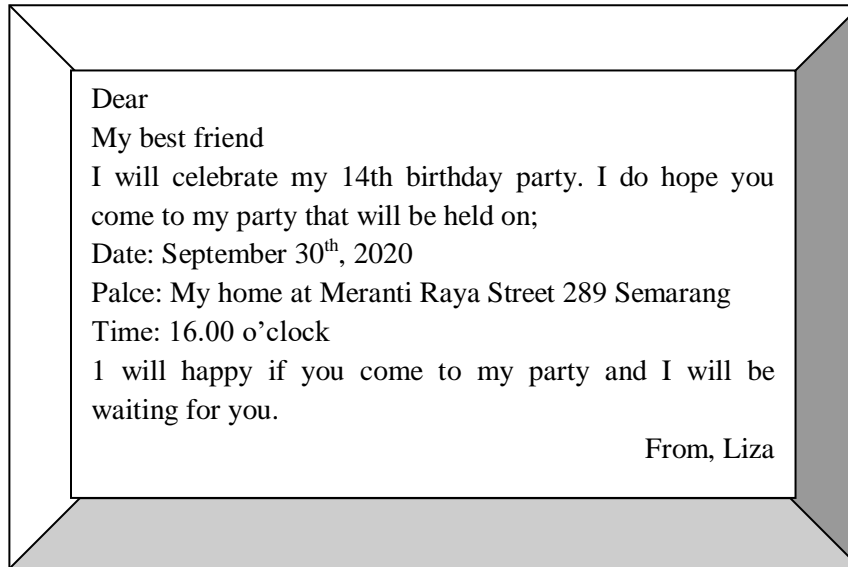 Dear
My best friend
I will celebrate my 14th birthday party. I do hope you
come to my party that will be held on;
Date: September 30th, 2020
Palce: My home at Meranti Raya Street 289 Semarang
Time: 16.00 o’clock
1 will happy if you come to my party and I will be
waiting for you.
From, Liza